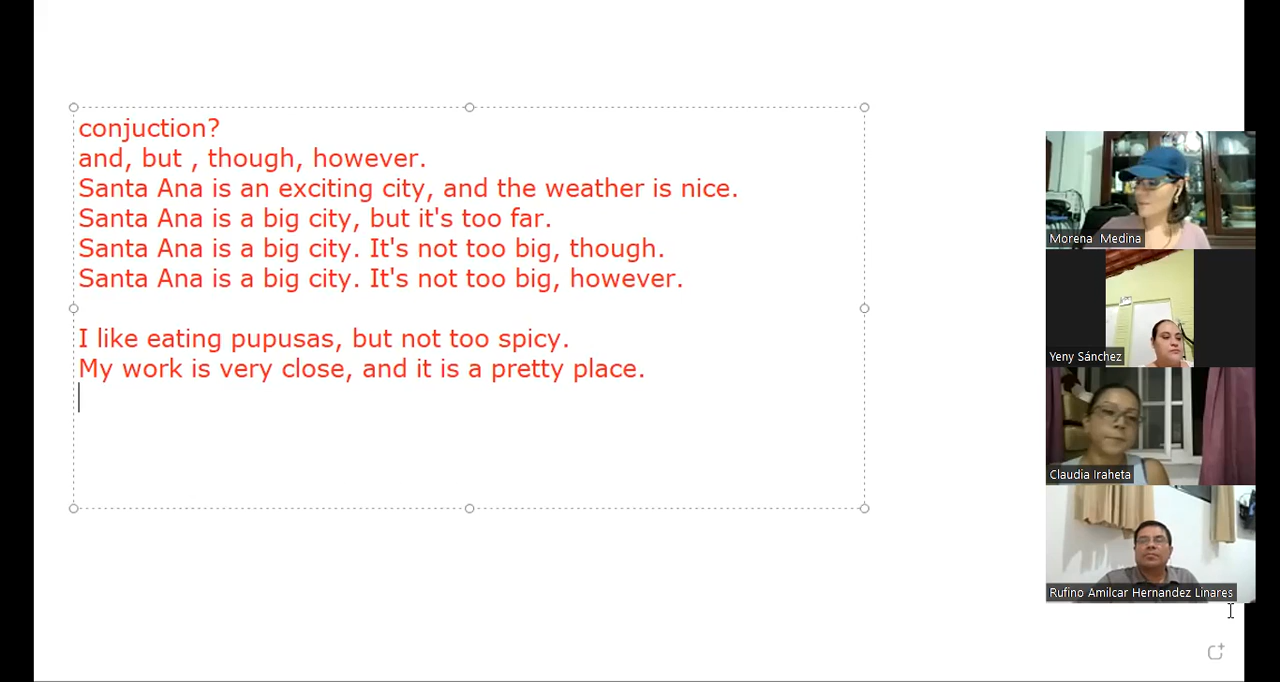 conjuction?
and, but , though, however.
Santa Ana is an exciting city, and the weather is nice.
Santa Ana is a big city, but it's too far.
Santa Ana is a big city. It's not too big, though.
Santa Ana is a big city. It's not too big, however.
I like eating pupusas, but not too spicy.
My work is very close, and it is a pretty place.
Morena Medina
Yeny Sánchez
Claudia Iraheta
Rufino Amilcar Hernandez Linares